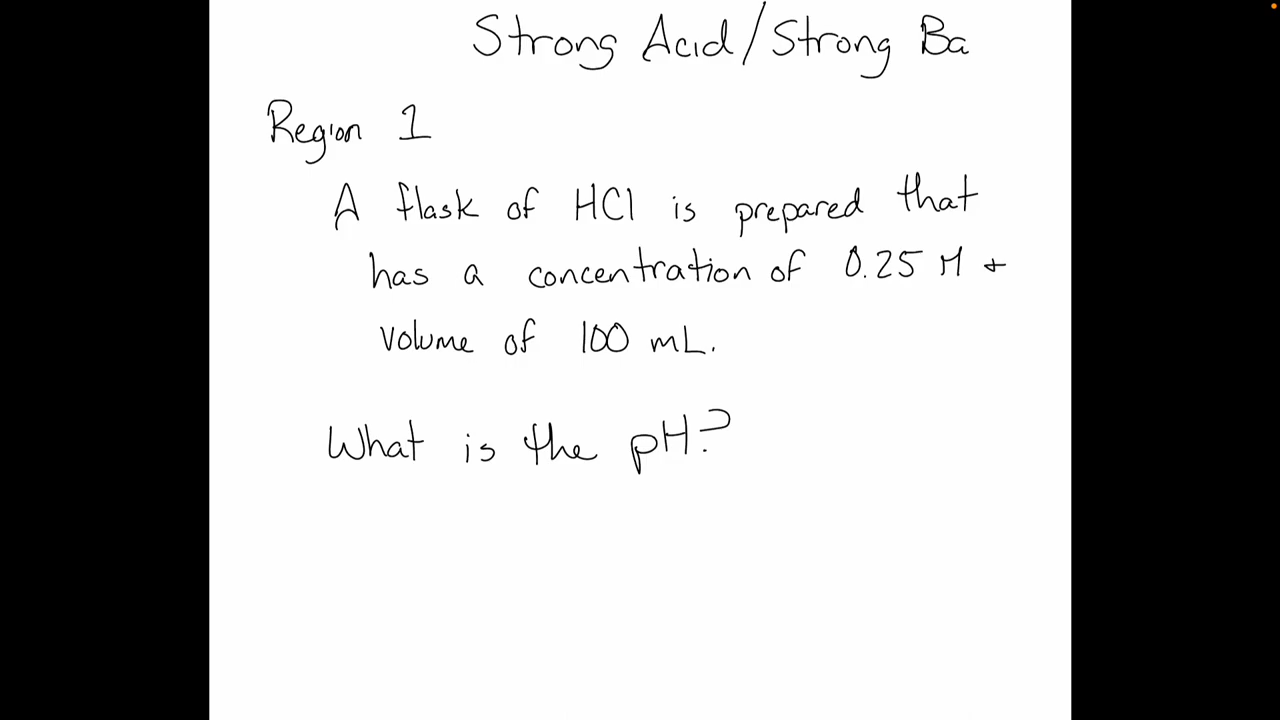 Strong Acid/Strong Ba
Region 1
A flask of HCl is prepared that
has a concentration of 0.25 M +
volume of 100 mL.
What is the pH?